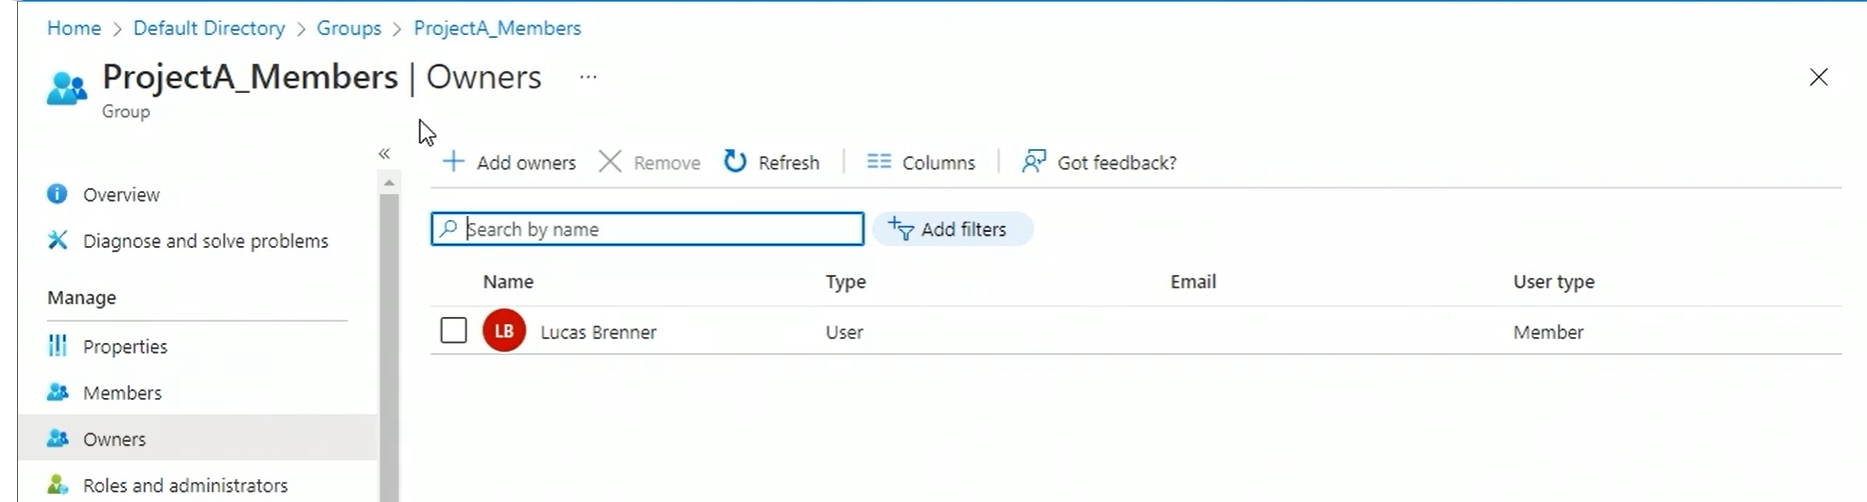 Home > Default Directory > Groups > ProjectA_Members
ProjectA_Members | Owners ...
Group
« + Add owners Remove Refresh | Columns | Got feedback?
Overview
Search by name Add filters
Diagnose and solve problems
Name Type Email User type
Manage
LB Lucas Brenner User Member
Properties
Members
Owners
Roles and administrators